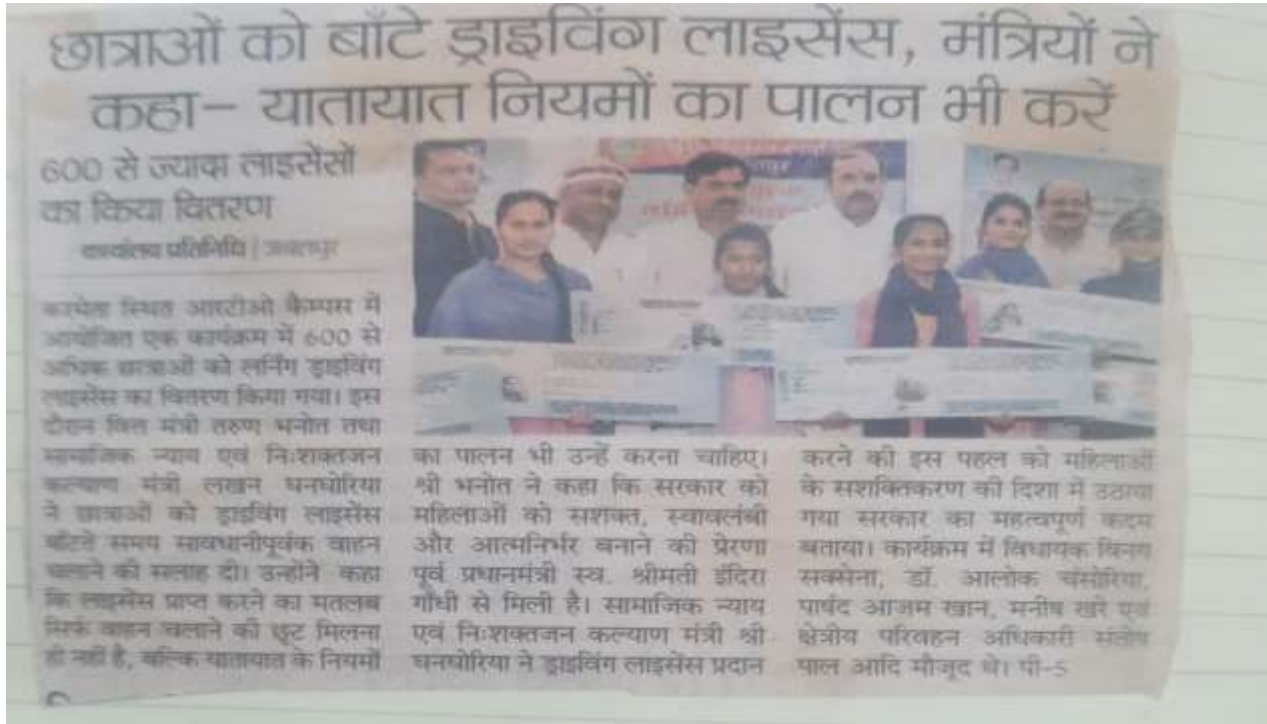 छात्राओं को बाँटे ड्राइविंग लाइसेंस, मंत्रियों ने
कहा- यातायात नियमों का पालन भी करें
600 से ज्यादा लाइसेंसों
का किया वितरण
कार्यालय प्रतिनिधि | जबलपुर
करमेता स्थित आरटीओ कैम्पस में
आयोजित एक कार्यक्रम में 600 से
अधिक छात्राओं को लर्निंग ड्राइविंग
लाइसेंस का वितरण किया गया। इस
दौरान वित्त मंत्री तरुण भनोत तथा
सामाजिक न्याय एवं निःशक्तजन
कल्याण मंत्री लखन घनघोरिया
ने छात्राओं को ड्राइविंग लाइसेंस
बाँटते समय सावधानीपूर्वक वाहन
चलाने की सलाह दी। उन्होंने कहा
कि लाइसेंस प्राप्त करने का मतलब
सिर्फ वाहन चलाने की छूट मिलना
ही नहीं है, बल्कि यातायात के नियमों
का पालन भी उन्हें करना चाहिए।
श्री भनोत ने कहा कि सरकार को
महिलाओं को सशक्त, स्वावलंबी
और आत्मनिर्भर बनाने की प्रेरणा
पूर्व प्रधानमंत्री स्व. श्रीमती इंदिरा
गाँधी से मिली है। सामाजिक न्याय
एवं निःशक्तजन कल्याण मंत्री श्री
घनघोरिया ने ड्राइविंग लाइसेंस प्रदान
करने की इस पहल को महिलाओं
के सशक्तिकरण की दिशा में उठाया
गया सरकार का महत्वपूर्ण कदम
बताया। कार्यक्रम में विधायक विनय
सक्सेना, डॉ. आलोक चंसोरिया,
पार्षद आजम खान, मनीष खरे एवं
क्षेत्रीय परिवहन अधिकारी संतोष
पाल आदि मौजूद थे। पी-5